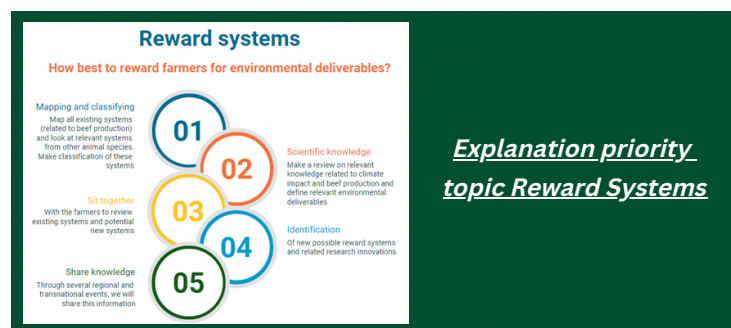 Reward systems
How best to reward farmers for environmental deliverables?
Mapping and classifying
Map all existing systems
(related to beef production)
and look at relevant systems
from other animal species.
Make classification of these
systems
01
02
Scientific knowledge
Make a review on relevant
knowledge related to climate
impact and beef production and
define relevant environmental
deliverables
Sit together
With the farmers to review
existing systems and potential
new systems
03
04
Identification
Of new possible reward systems
and related research innovations
Share knowledge
Through several regional and
transnational events, we will
share this information
05
Explanation priority
topic Reward Systems